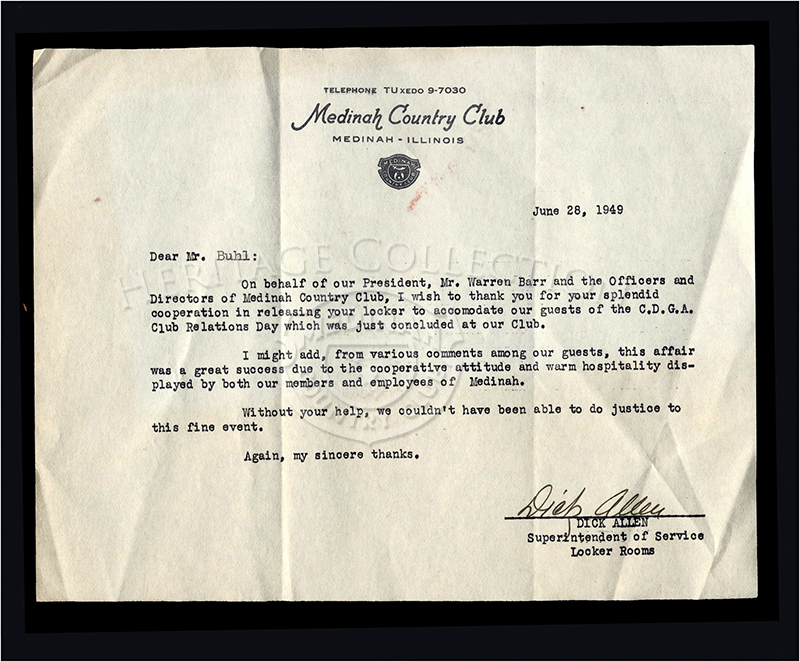 TELEPHONE TUXEDO 9-7030
Medinah Country Club
MEDINAH - ILLINOIS
MEDINAH
COUNTRY CLUB
June 28, 1949
Dear Mr. Buhl:
HERITAGE COLLECTION
On behalf of our President, Mr. Warren Barr and the Officers and
Directors of Medinah Country Club, I wish to thank you for your splendid
cooperation in releasing your locker to accomodate our guests of the C.D.G.A.
Club Relations Day which was just concluded at our Club.
MEDINAH
I might add, from various comments among our guests, this affair
was a great success due to the cooperative attitude and warm hospitality dis-
played by both our members and employees of Medinah.
COUNTRY CLUB
Without your help, we couldn't have been able to do justice to
this fine event.
Again, my sincere thanks.
Dick Allen
DICK ALLEN
Superintendent of Service
Locker Rooms